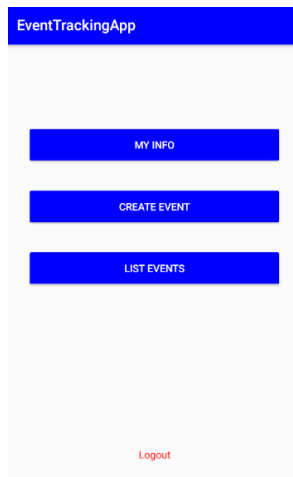 EventTrackingApp
MY INFO
CREATE EVENT
LIST EVENTS
Logout